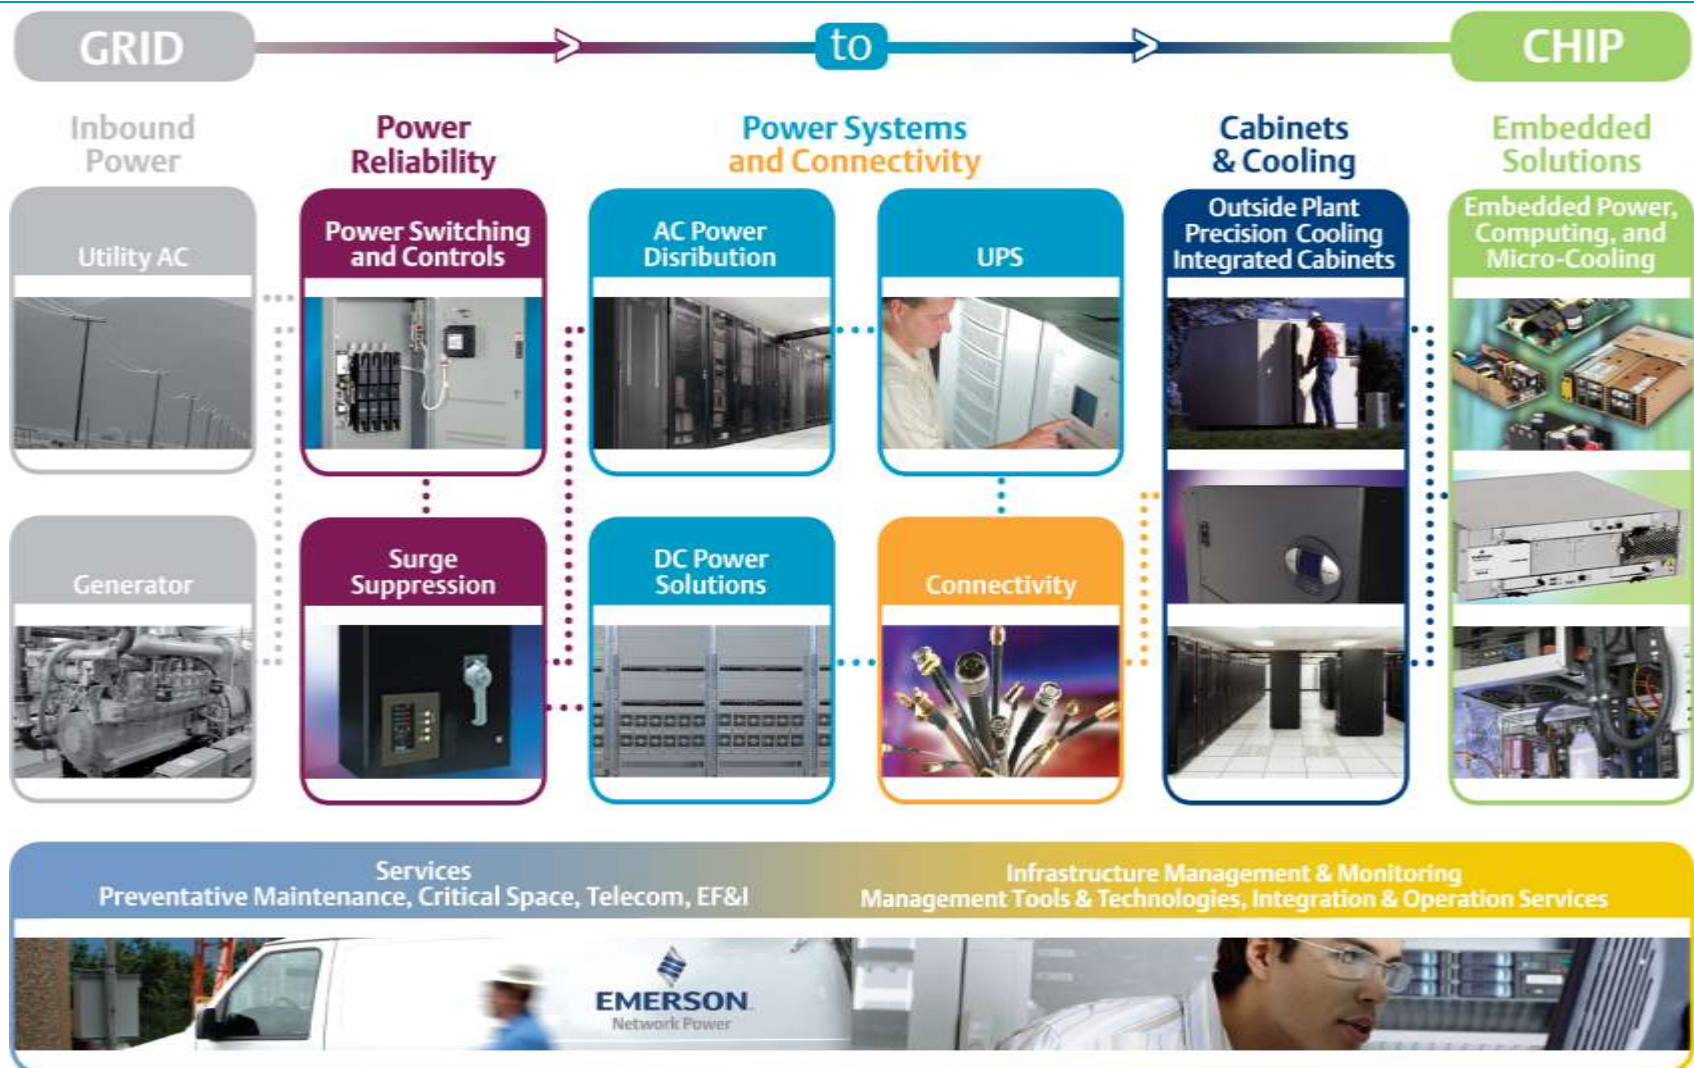 GRID
to
CHIP
Inbound
Power
Power
Reliability
Power Systems
and Connectivity
Cabinets
& Cooling
Embedded
Solutions
Utility AC
Power Switching
and Controls
AC Power
Disribution
UPS
Outside Plant
Precision Cooling
Integrated Cabinets
Embedded Power,
Computing, and
Micro-Cooling
Generator
Surge
Suppression
DC Power
Solutions
Connectivity
Services
Preventative Maintenance, Critical Space, Telecom, EF&I
Infrastructure Management & Monitoring
Management Tools & Technologies, Integration & Operation Services
EMERSON
Network Power